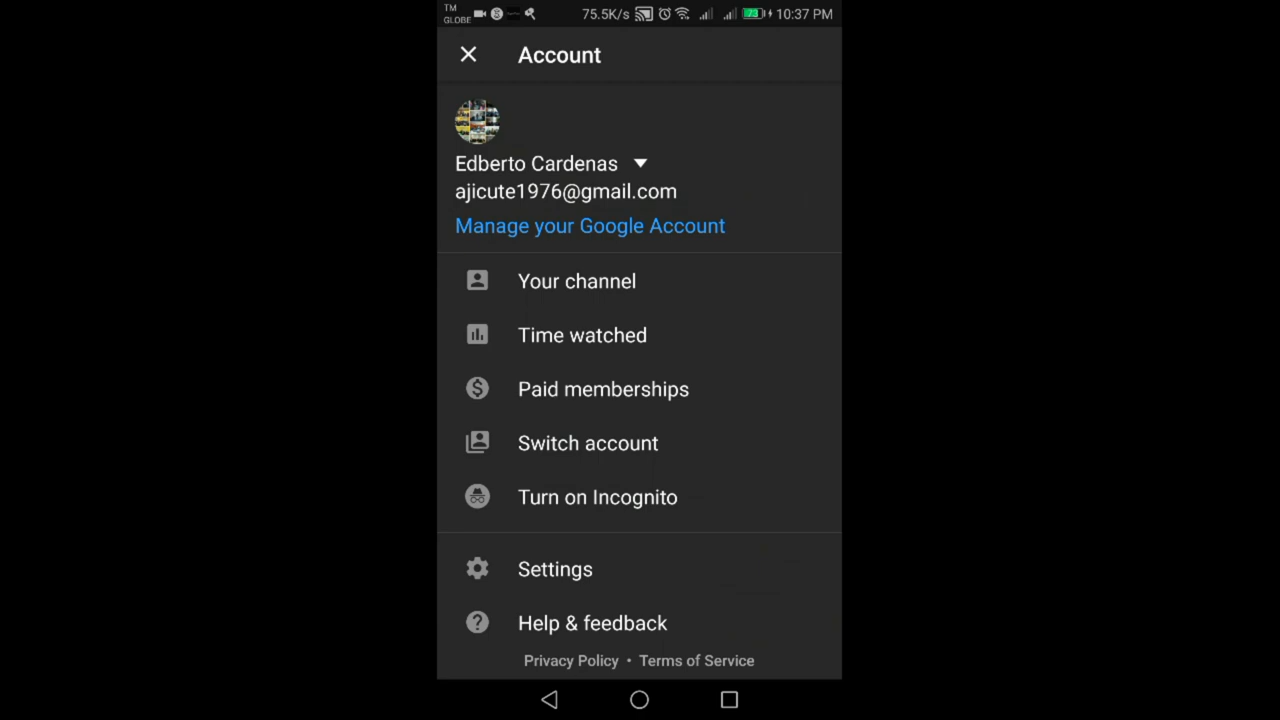 TM
GLOBE
75.5K/s
73
10:37 PM
Account
Edberto Cardenas
ajicute1976@gmail.com
Manage your Google Account
Your channel
Time watched
Paid memberships
Switch account
Turn on Incognito
Settings
Help & feedback
Privacy Policy • Terms of Service